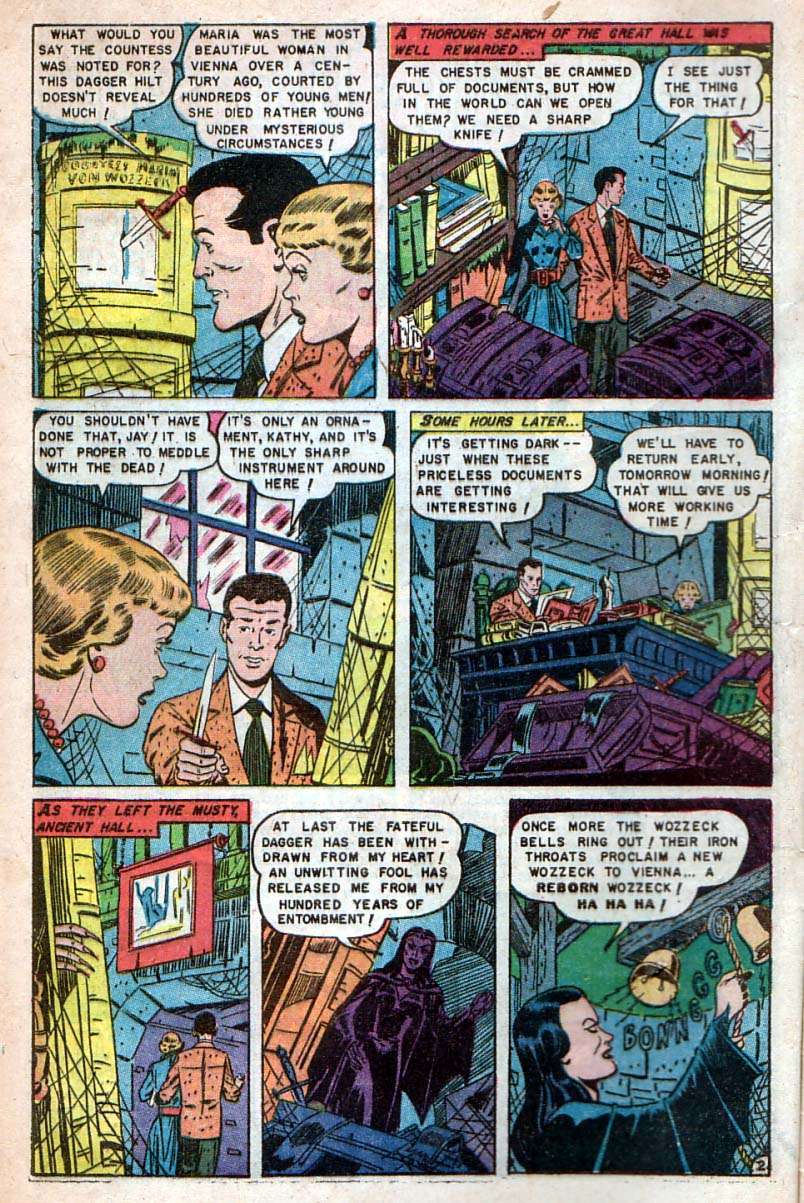 WHAT WOULD YOU
SAY THE COUNTESS
WAS NOTED FOR?
THIS DAGGER HILT
DOESN'T REVEAL
MUCH!
MARIA WAS THE MOST
BEAUTIFUL WOMAN IN
VIENNA OVER A CEN-
TURY AGO, COURTED BY
HUNDREDS OF YOUNG MEN!
SHE DIED RATHER YOUNG
UNDER MYSTERIOUS
CIRCUMSTANCES!
COUNTESS MARIA
VON WOZZECK
A THOROUGH SEARCH OF THE GREAT HALL WAS
WELL REWARDED...
THE CHESTS MUST BE CRAMMED
FULL OF DOCUMENTS, BUT HOW
IN THE WORLD CAN WE OPEN
THEM? WE NEED A SHARP
KNIFE!
I SEE JUST
THE THING
FOR THAT!
YOU SHOULDN'T HAVE
DONE THAT, JAY! IT IS
NOT PROPER TO MEDDLE
WITH THE DEAD!
IT'S ONLY AN ORNA-
MENT, KATHY, AND IT'S
THE ONLY SHARP
INSTRUMENT AROUND
HERE!
SOME HOURS LATER...
IT'S GETTING DARK--
JUST WHEN THESE
PRICELESS DOCUMENTS
ARE GETTING
INTERESTING!
WE'LL HAVE TO
RETURN EARLY,
TOMORROW MORNING!
THAT WILL GIVE US
MORE WORKING
TIME!
AS THEY LEFT THE MUSTY,
ANCIENT HALL...
AT LAST THE FATEFUL
DAGGER HAS BEEN WITH-
DRAWN FROM MY HEART!
AN UNWITTING FOOL HAS
RELEASED ME FROM MY
HUNDRED YEARS OF
ENTOMBMENT!
ONCE MORE THE WOZZECK
BELLS RING OUT! THEIR IRON
THROATS PROCLAIM A NEW
WOZZECK TO VIENNA... A
REBORN WOZZECK!
HA HA HA!
BONNGGGG
2